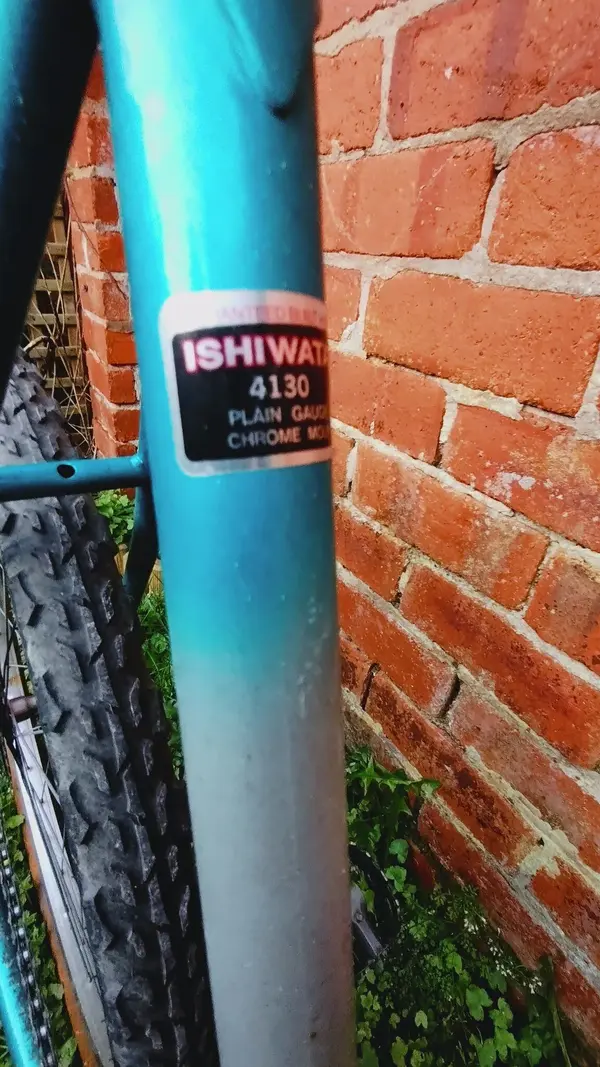 ISHIWATA
4130
PLAIN GAUG
CHROME MO